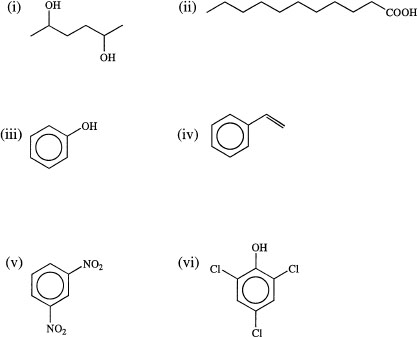 (i) OH
OH
(ii) COOH
(iii) OH
(iv)
(v) NO₂
NO₂
(vi) OH
Cl Cl
Cl